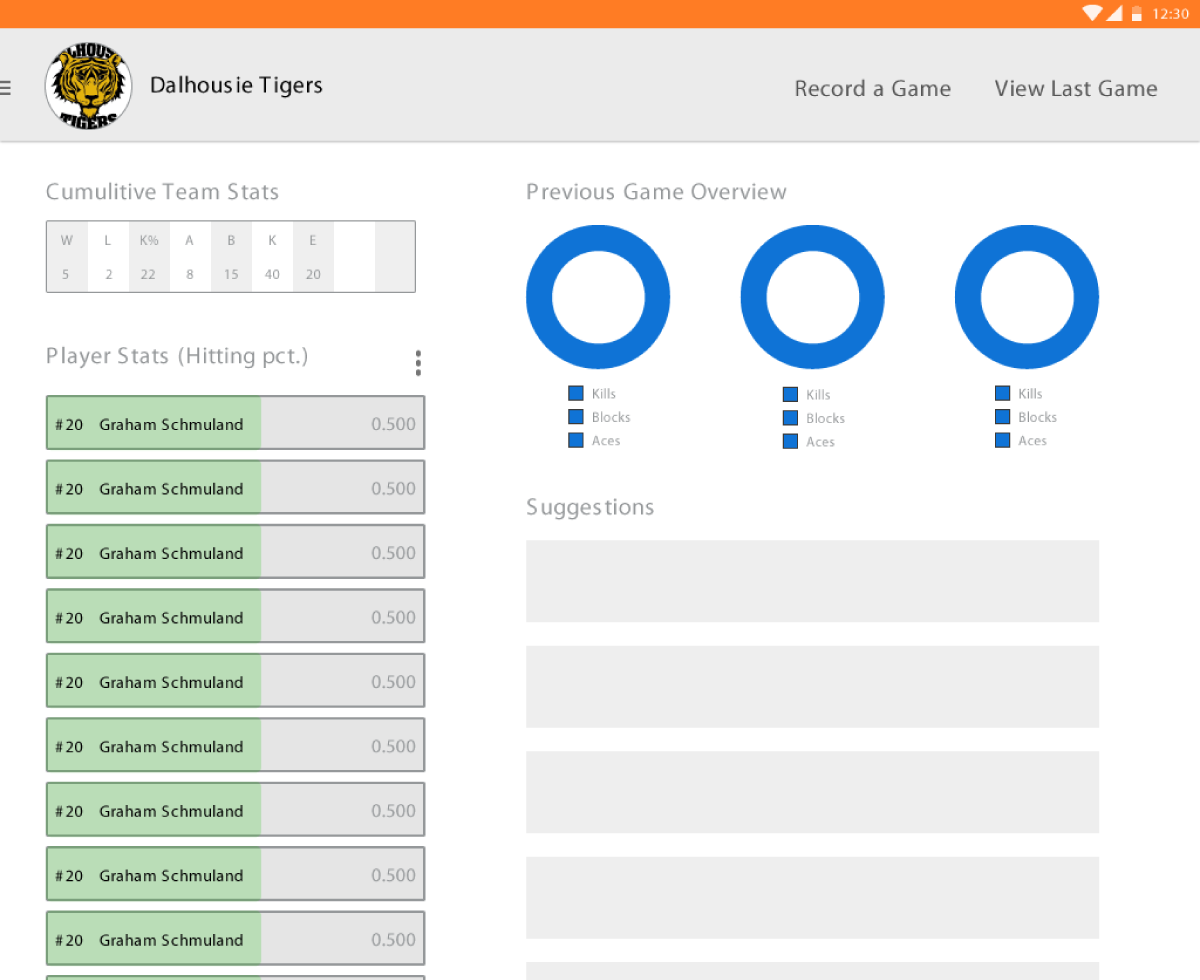 12:30
LHOUS
TIGERS
Dalhousie Tigers
Record a Game
View Last Game
Cumulitive Team Stats
W L K% A B K E
5 2 22 8 15 40 20
Player Stats (Hitting pct.)
#20 Graham Schmuland 0.500
#20 Graham Schmuland 0.500
#20 Graham Schmuland 0.500
#20 Graham Schmuland 0.500
#20 Graham Schmuland 0.500
#20 Graham Schmuland 0.500
#20 Graham Schmuland 0.500
#20 Graham Schmuland 0.500
#20 Graham Schmuland 0.500
Previous Game Overview
Kills
Blocks
Aces
Kills
Blocks
Aces
Kills
Blocks
Aces
Suggestions